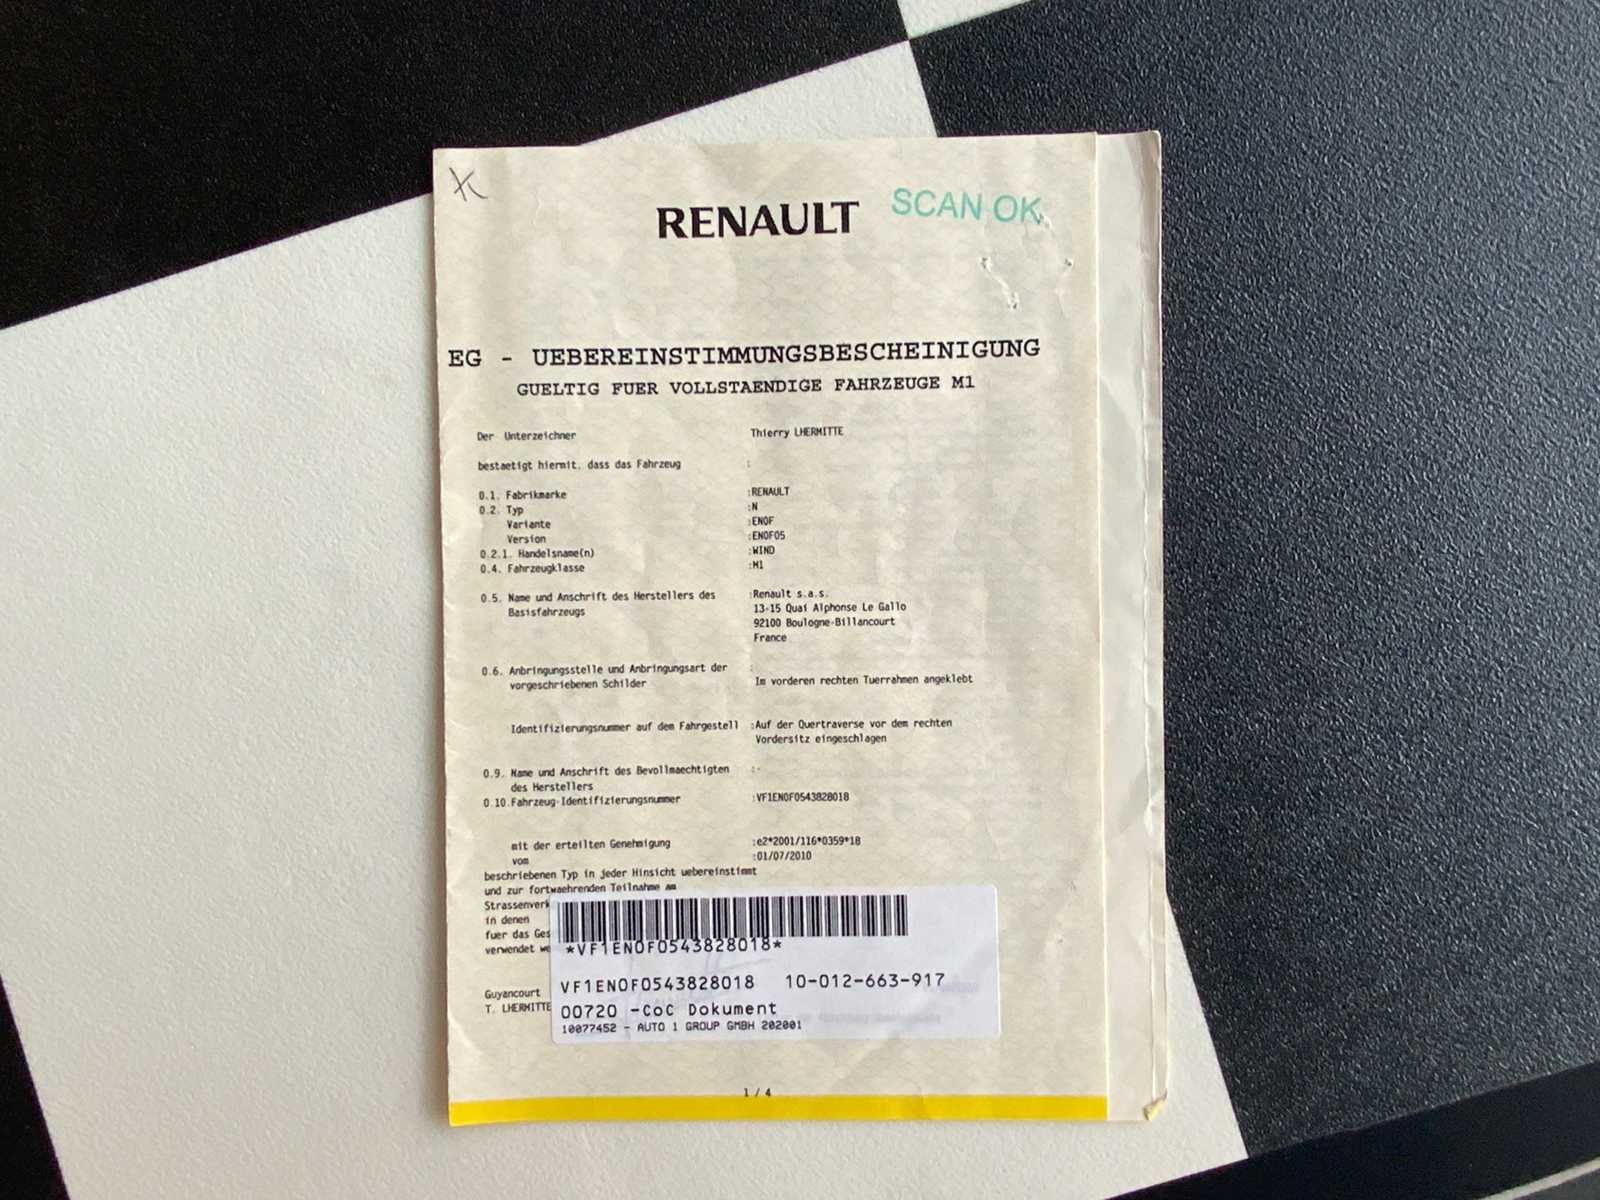 RENAULT
SCAN OK
EG - UEBEREINSTIMMUNGSBESCHEINIGUNG
GUELTIG FUER VOLLSTAENDIGE FAHRZEUGE M1
Der Unterzeichner Thierry LHERMITTE
bestaetigt hiermit, dass das Fahrzeug :
0.1. Fabrikmarke :RENAULT
0.2. Typ :N
Variante :ENOF
Version :ENOF05
0.2.1. Handelsname(n) :WIND
0.4. Fahrzeugklasse :M1
0.5. Name und Anschrift des Herstellers des :Renault s.a.s.
Basisfahrzeugs 13-15 Quai Alphonse Le Gallo
92100 Boulogne-Billancourt
France
0.6. Anbringungsstelle und Anbringungsart der :
vorgeschriebenen Schilder Im vorderen rechten Tuerrahmen angeklebt
Identifizierungsnummer auf dem Fahrgestell :Auf der Quertraverse vor dem rechten
Vordersitz eingeschlagen
0.9. Name und Anschrift des Bevollmaechtigten :-
des Herstellers
0.10.Fahrzeug-Identifizierungsnummer :VF1ENOF0543828018
mit der erteilten Genehmigung :e2*2001/116*0359*18
vom :01/07/2010
beschriebenen Typ in jeder Hinsicht uebereinstimmt
und zur fortwaehrenden Teilnahme am
Strassenverk
in denen
fuer das Ges
verwendet we
*VF1ENOF0543828018*
VF1ENOF0543828018 10-012-663-917
Guyancourt
T. LHERMITTE
00720 -CoC Dokument
10077452 - AUTO 1 GROUP GMBH 202001
1 / 4